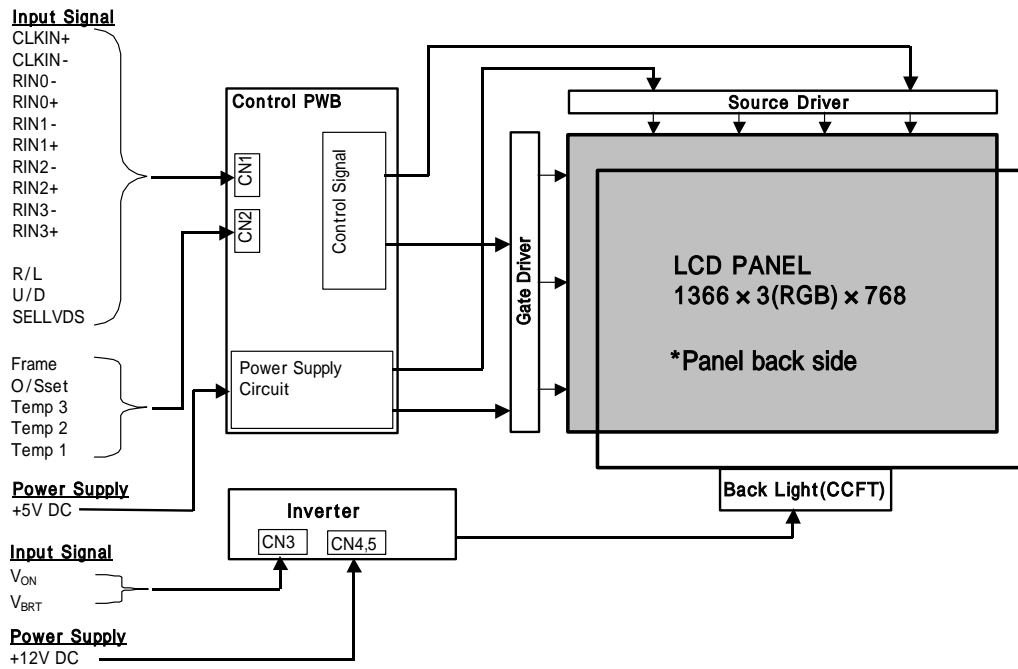 Input Signal
CLKIN+
CLKIN-
RIN0-
RIN0+
RIN1-
RIN1+
RIN2-
RIN2+
RIN3-
RIN3+
R/L
U/D
SELLVDS
Frame
O/Sset
Temp 3
Temp 2
Temp 1
Power Supply
+5V DC
Input Signal
VON
VBRT
Power Supply
+12V DC
Control PWB
CN1
CN2
Control Signal
Power Supply
Circuit
Inverter
CN3
CN4,5
Gate Driver
Source Driver
LCD PANEL
1366 × 3(RGB) × 768
*Panel back side
Back Light(CCFT)